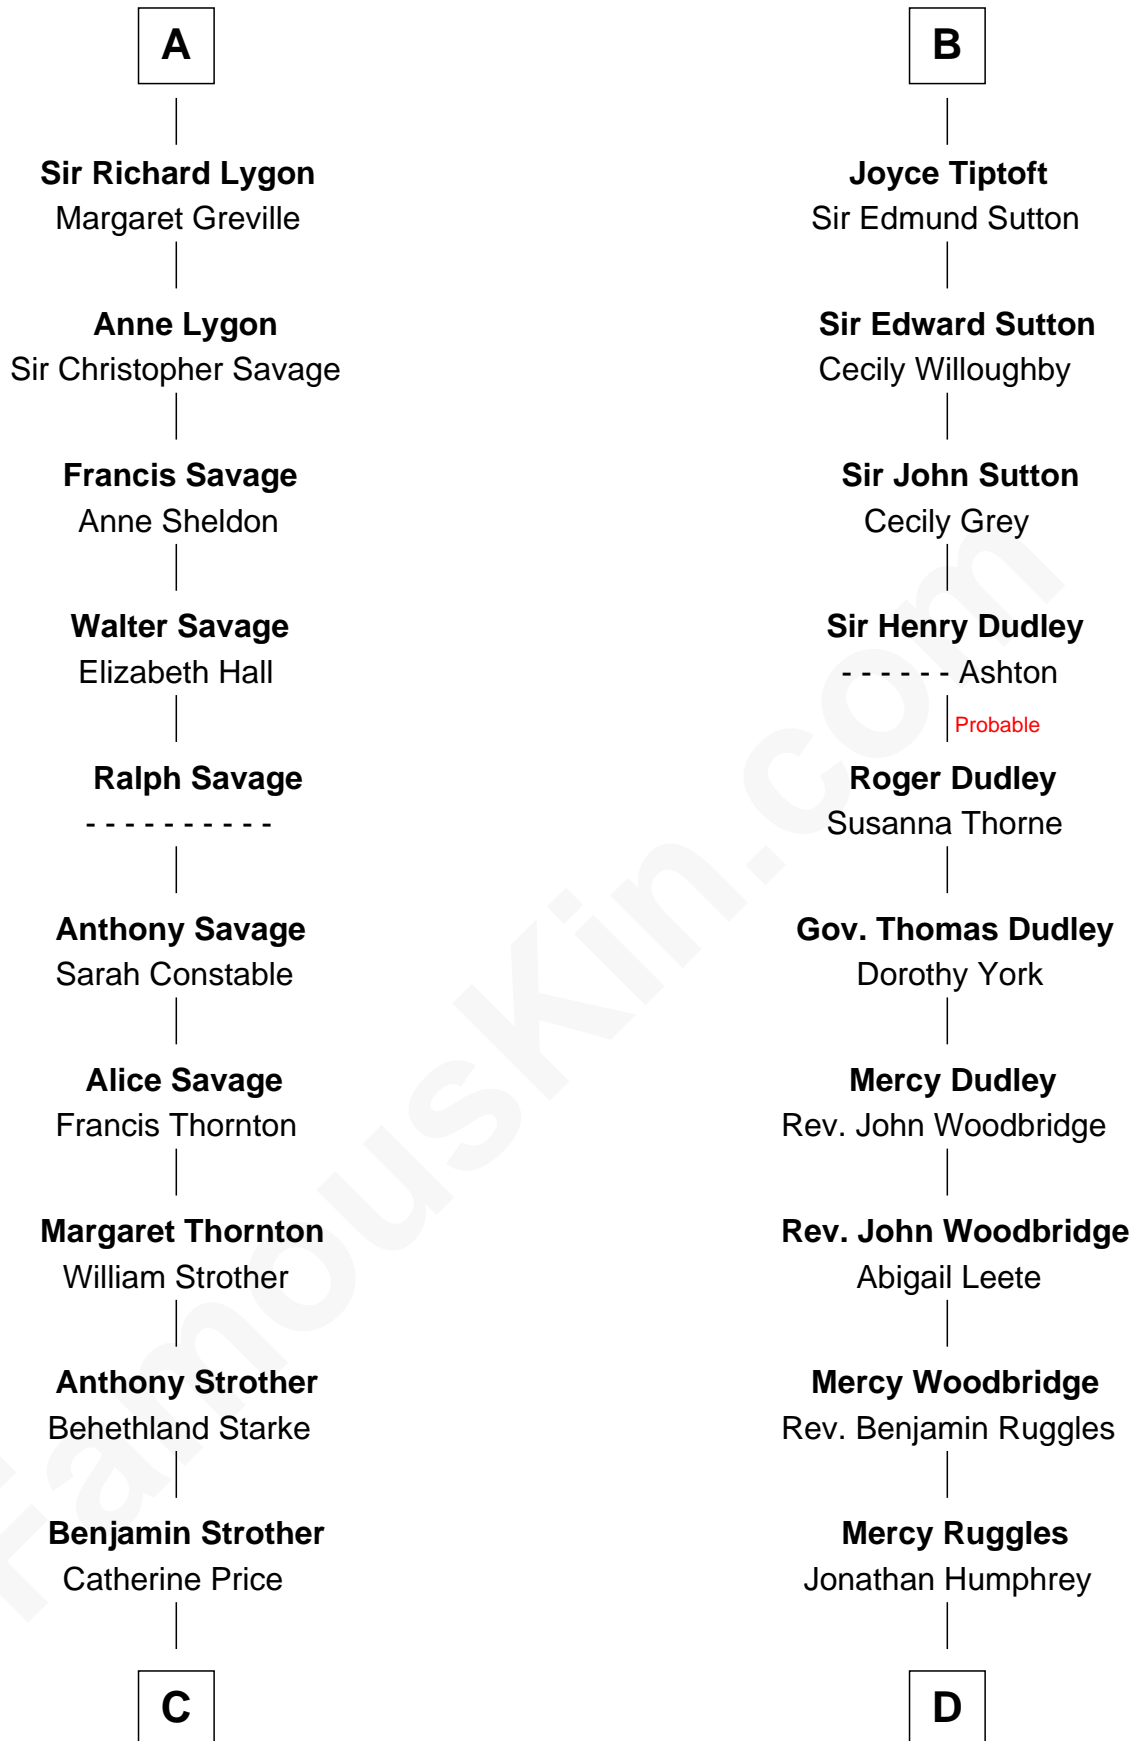 A
Sir Richard Lygon
Margaret Greville
Anne Lygon
Sir Christopher Savage
Francis Savage
Anne Sheldon
Walter Savage
Elizabeth Hall
Ralph Savage
- - - - - - - - - -
Anthony Savage
Sarah Constable
Alice Savage
Francis Thornton
Margaret Thornton
William Strother
Anthony Strother
Behethland Starke
Benjamin Strother
Catherine Price
C
B
Joyce Tiptoft
Sir Edmund Sutton
Sir Edward Sutton
Cecily Willoughby
Sir John Sutton
Cecily Grey
Sir Henry Dudley
- - - - - - Ashton
Probable
Roger Dudley
Susanna Thorne
Gov. Thomas Dudley
Dorothy York
Mercy Dudley
Rev. John Woodbridge
Rev. John Woodbridge
Abigail Leete
Mercy Woodbridge
Rev. Benjamin Ruggles
Mercy Ruggles
Jonathan Humphrey
D
FamousKin.com